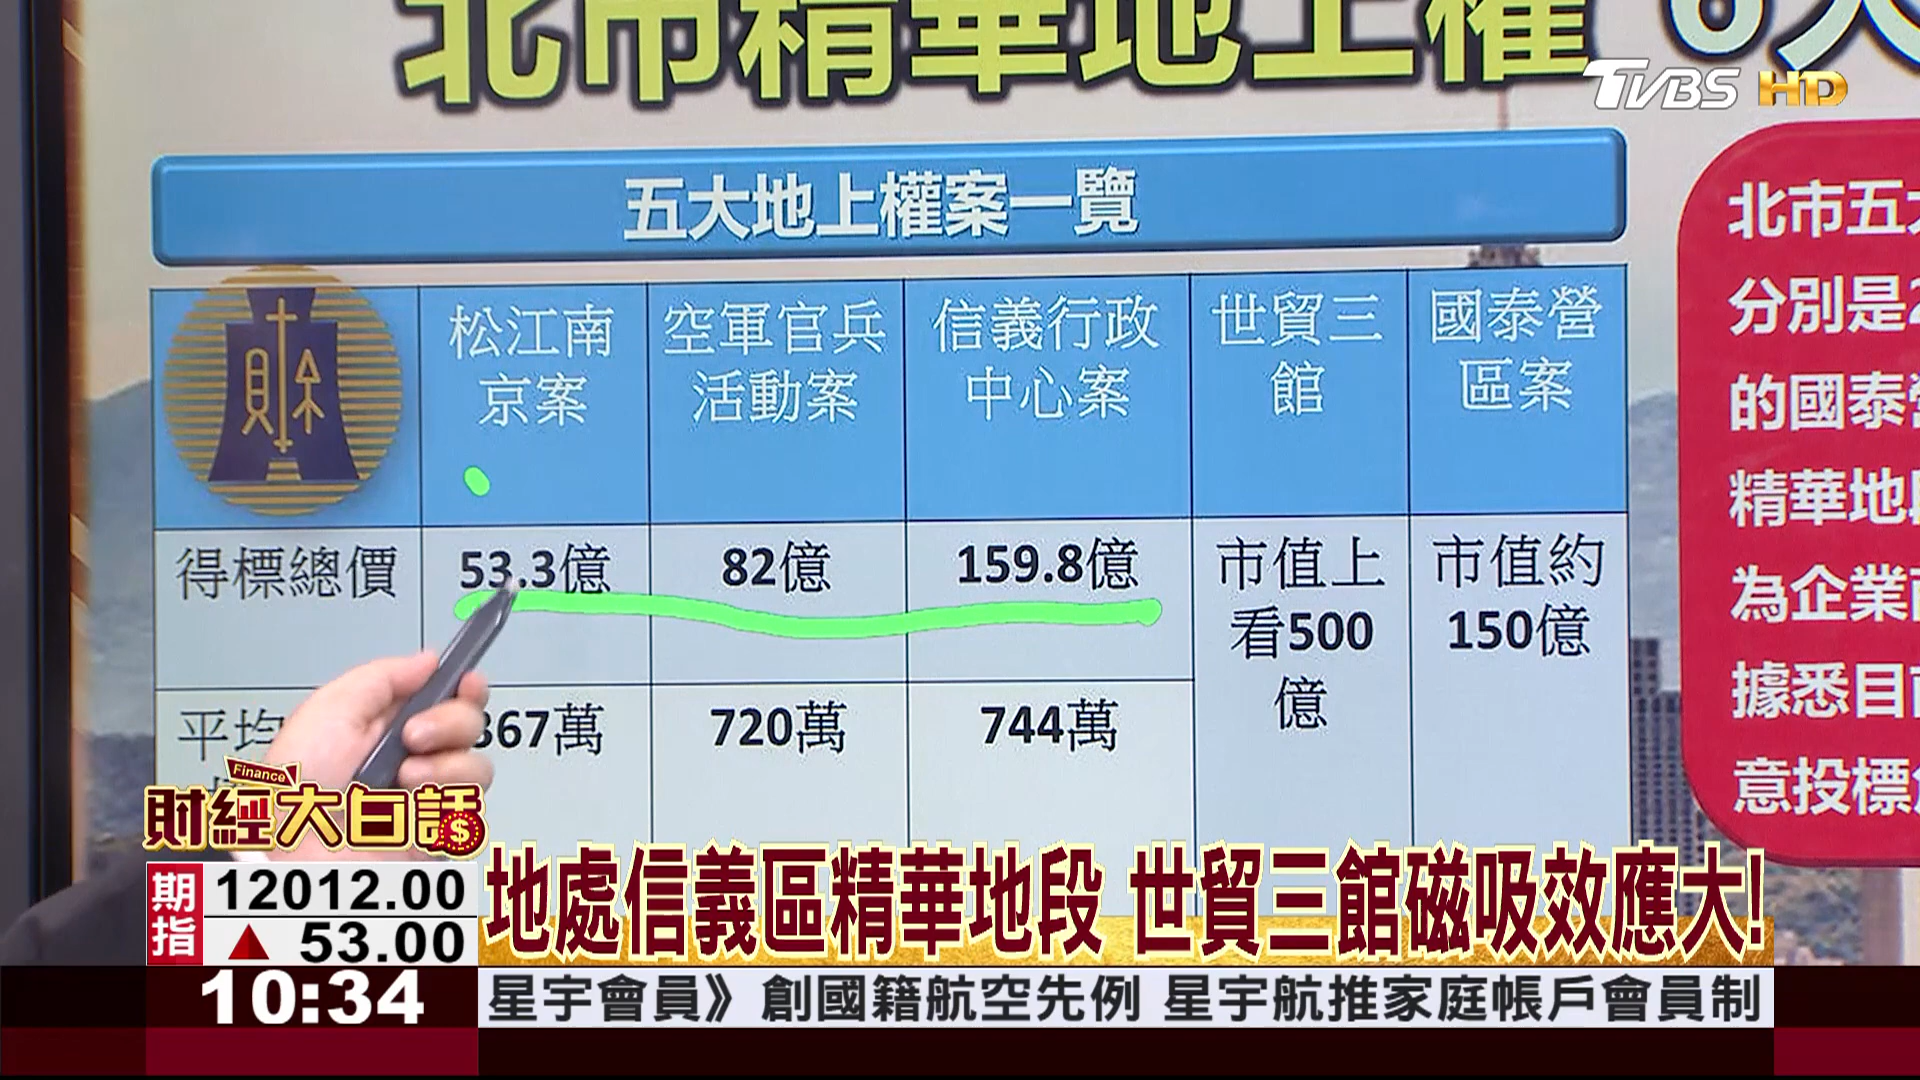 北市精華地上權 6大
TVBS HD
五大地上權案一覽
財
松江南京案
空軍官兵活動案
信義行政中心案
世貿三館
國泰營區案
得標總價
53.3億
82億
159.8億
市值上看500億
市值約150億
平均
367萬
720萬
744萬
北市五大
分別是2
的國泰營
精華地段
為企業
據悉目前
意投標
Finance
財經大白話
期指
12012.00
▲ 53.00
地處信義區精華地段 世貿三館磁吸效應大!
10:34
星宇會員》創國籍航空先例 星宇航推家庭帳戶會員制